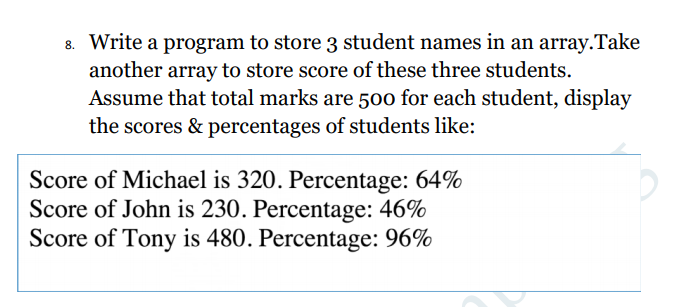 8. Write a program to store 3 student names in an array.Take
another array to store score of these three students.
Assume that total marks are 500 for each student, display
the scores & percentages of students like:
Score of Michael is 320. Percentage: 64%
Score of John is 230. Percentage: 46%
Score of Tony is 480. Percentage: 96%